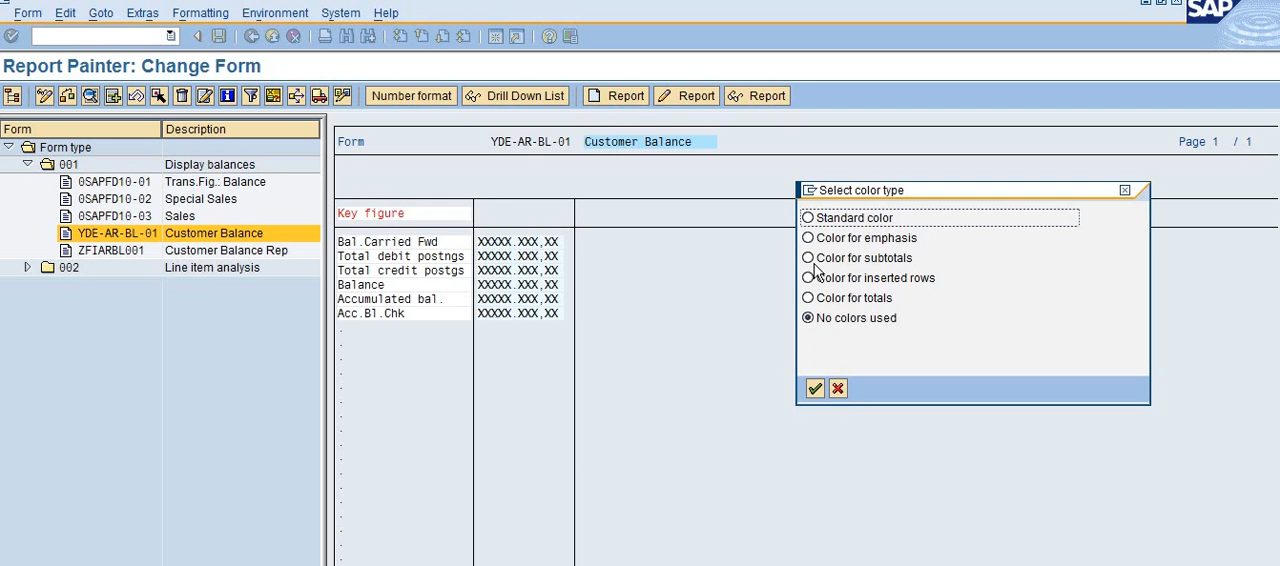 Form Edit Goto Extras Formatting Environment System Help
SAP
Report Painter: Change Form
Number format Drill Down List Report Report Report
Form Description
Form type
001 Display balances
0SAPFD10-01 Trans.Fig.: Balance
0SAPFD10-02 Special Sales
0SAPFD10-03 Sales
YDE-AR-BL-01 Customer Balance
ZFIARBL001 Customer Balance Rep
002 Line item analysis
Form YDE-AR-BL-01 Customer Balance Page 1 / 1
Key figure
Bal.Carried Fwd XXXXX.XXX,XX
Total debit postngs XXXXX.XXX,XX
Total credit postgs XXXXX.XXX,XX
Balance XXXXX.XXX,XX
Accumulated bal. XXXXX.XXX,XX
Acc.Bl.Chk XXXXX.XXX,XX
Select color type
Standard color
Color for emphasis
Color for subtotals
Color for inserted rows
Color for totals
No colors used